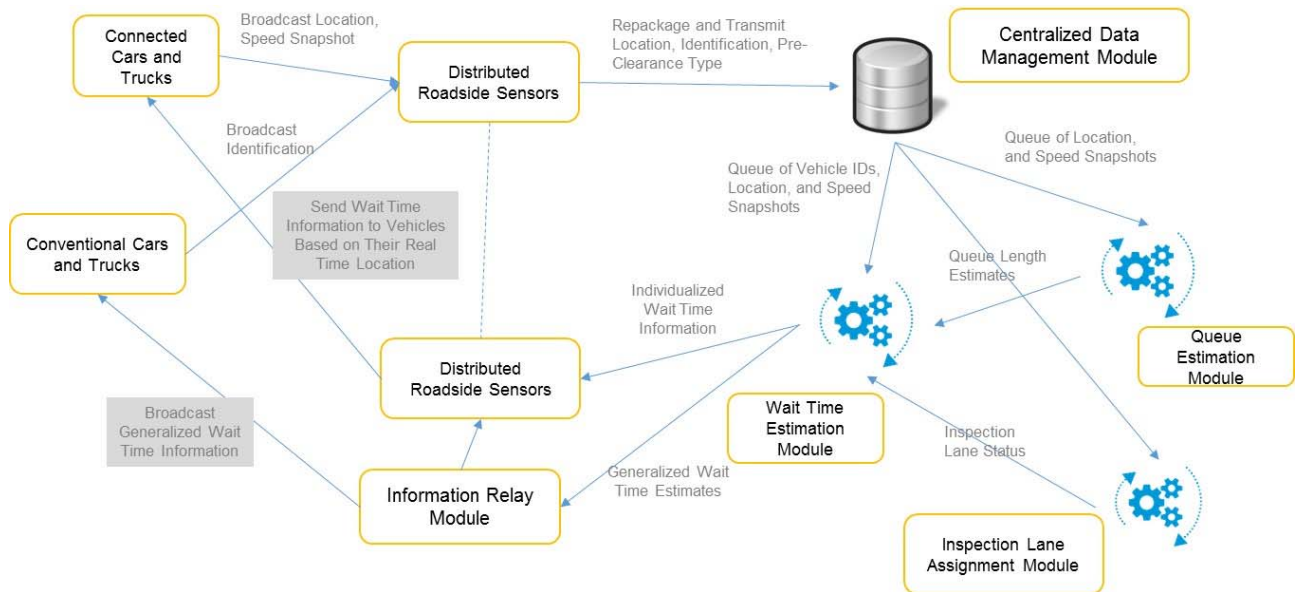 Broadcast Location,
Speed Snapshot
Connected
Cars and
Trucks
Distributed
Roadside Sensors
Repackage and Transmit
Location, Identification, Pre-
Clearance Type
Centralized Data
Management Module
Broadcast
Identification
Queue of Location,
and Speed Snapshots
Queue of Vehicle IDs,
Location, and Speed
Snapshots
Send Wait Time
Information to Vehicles
Based on Their Real
Time Location
Conventional Cars
and Trucks
Queue Length
Estimates
Individualized
Wait Time
Information
Queue
Estimation
Module
Distributed
Roadside Sensors
Wait Time
Estimation
Module
Broadcast
Generalized Wait
Time Information
Inspection
Lane Status
Generalized Wait
Time Estimates
Information Relay
Module
Inspection Lane
Assignment Module